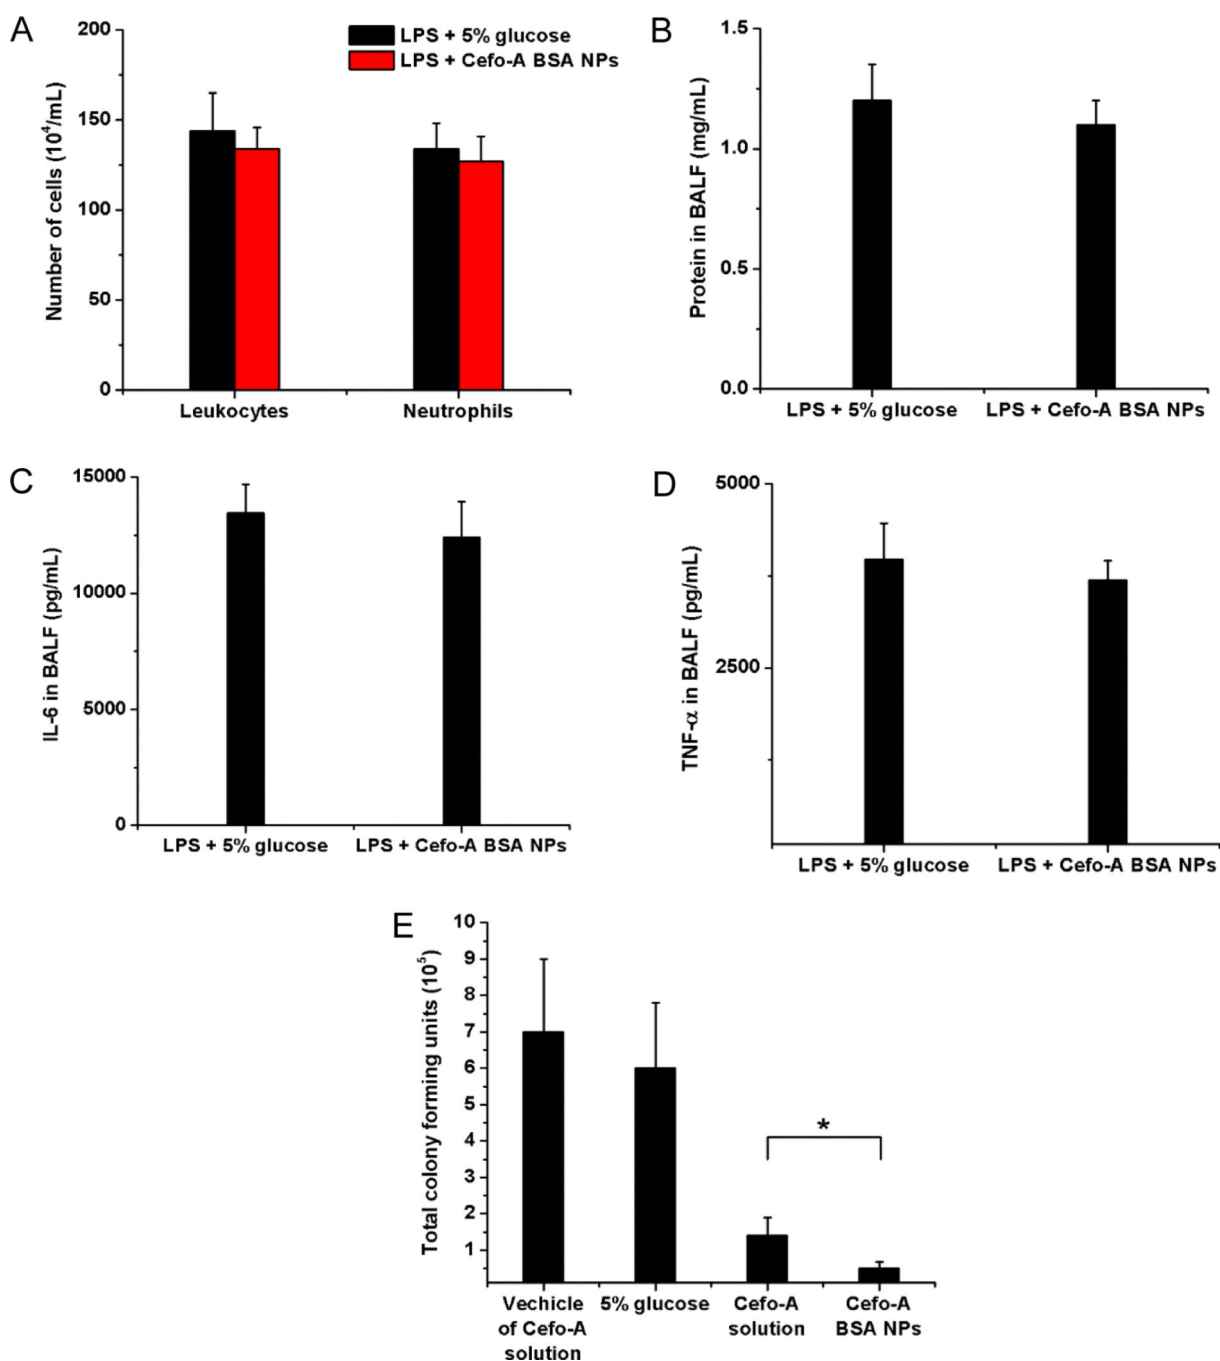 A
Number of cells (10⁴/mL)
200
150
100
50
0
LPS + 5% glucose
LPS + Cefo-A BSA NPs
Leukocytes
Neutrophils
B
Protein in BALF (mg/mL)
1.5
1.0
0.5
0.0
LPS + 5% glucose
LPS + Cefo-A BSA NPs
C
IL-6 in BALF (pg/mL)
15000
10000
5000
0
LPS + 5% glucose
LPS + Cefo-A BSA NPs
D
TNF-α in BALF (pg/mL)
5000
2500
LPS + 5% glucose
LPS + Cefo-A BSA NPs
E
Total colony forming units (10⁵)
10
9
8
7
6
5
4
3
2
1
*
Vechicle
of Cefo-A
solution
5% glucose
Cefo-A
solution
Cefo-A
BSA NPs